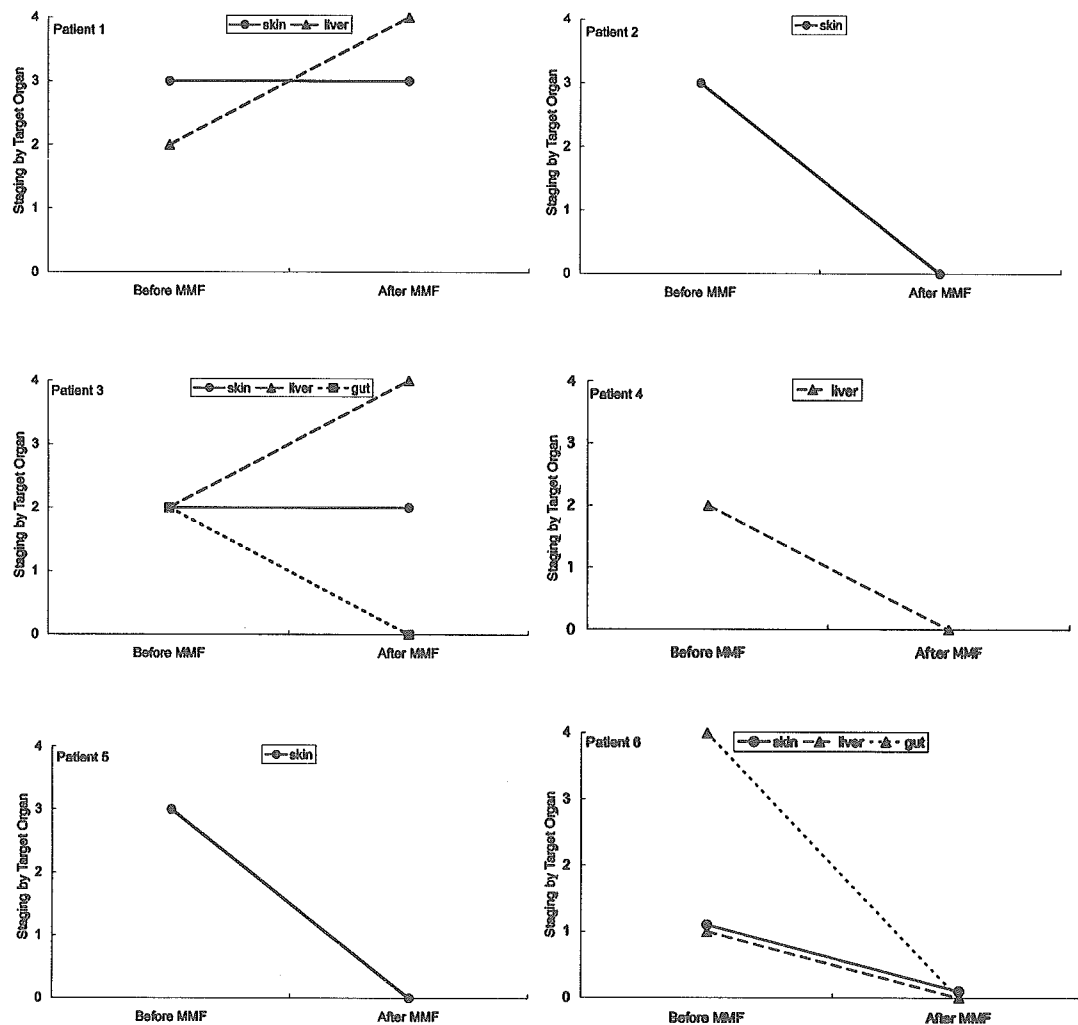 Patient 1
skin liver
Staging by Target Organ
4
3
2
1
0
Before MMF After MMF
Patient 2
skin
Staging by Target Organ
4
3
2
1
0
Before MMF After MMF
Patient 3
skin liver gut
Staging by Target Organ
4
3
2
1
0
Before MMF After MMF
Patient 4
liver
Staging by Target Organ
4
3
2
1
0
Before MMF After MMF
Patient 5
skin
Staging by Target Organ
4
3
2
1
0
Before MMF After MMF
Patient 6
skin liver gut
Staging by Target Organ
4
3
2
1
0
Before MMF After MMF